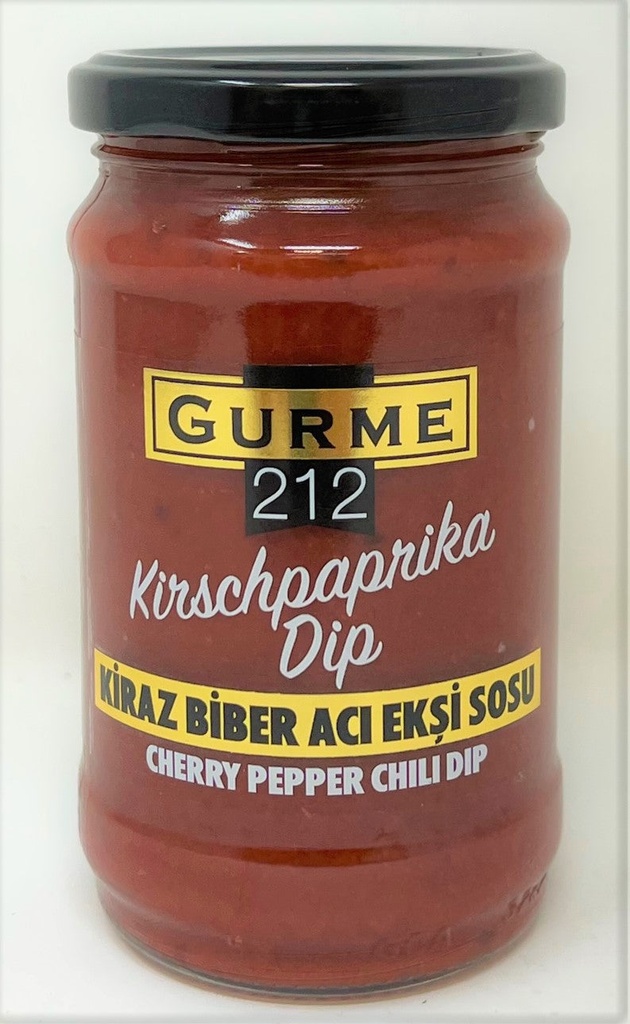 GURME
212
Kirschpaprika
Dip
KİRAZ BİBER ACI EKŞİ SOSU
CHERRY PEPPER CHILI DIP